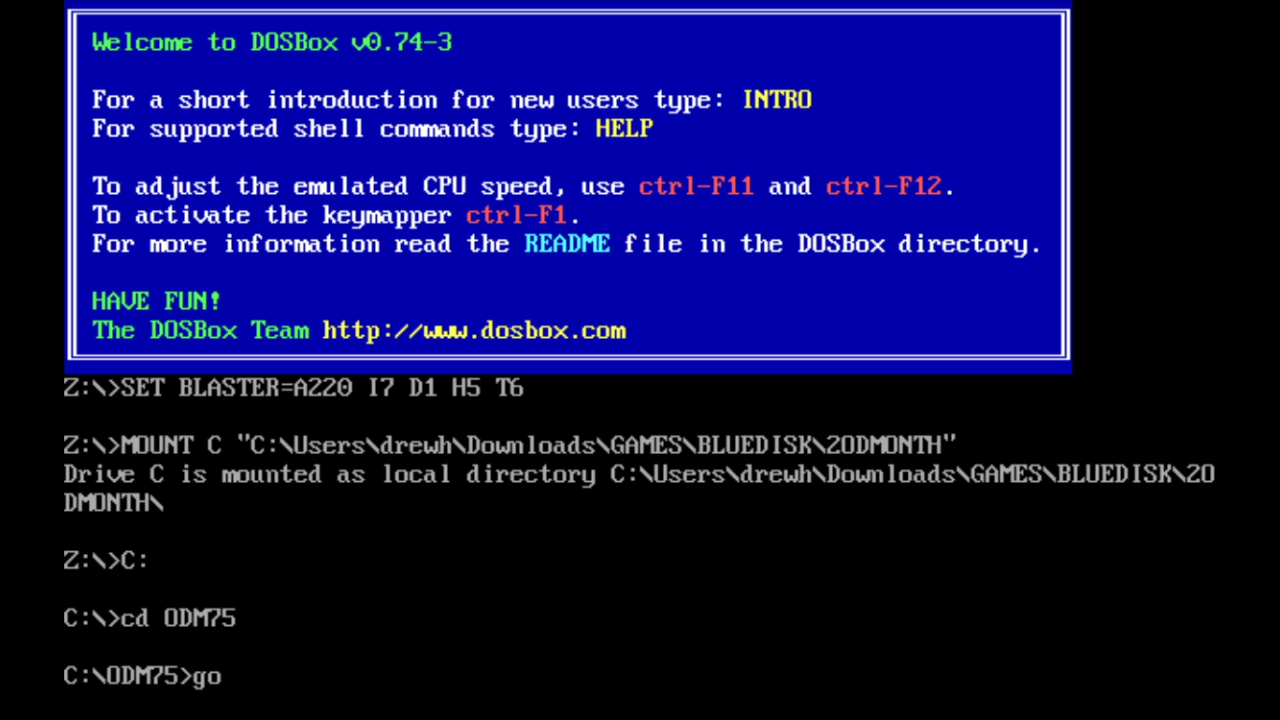 Welcome to DOSBox v0.74-3
For a short introduction for new users type: INTRO
For supported shell commands type: HELP
To adjust the emulated CPU speed, use ctrl-F11 and ctrl-F12.
To activate the keymapper ctrl-F1.
For more information read the README file in the DOSBox directory.
HAVE FUN!
The DOSBox Team http://www.dosbox.com
Z:\>SET BLASTER=A220 I7 D1 H5 T6
Z:\>MOUNT C "C:\Users\drewh\Downloads\GAMES\BLUEDISK\20DMONTH"
Drive C is mounted as local directory C:\Users\drewh\Downloads\GAMES\BLUEDISK\20
DMONTH\
Z:\>C:
C:\>cd ODM75
C:\ODM75>go